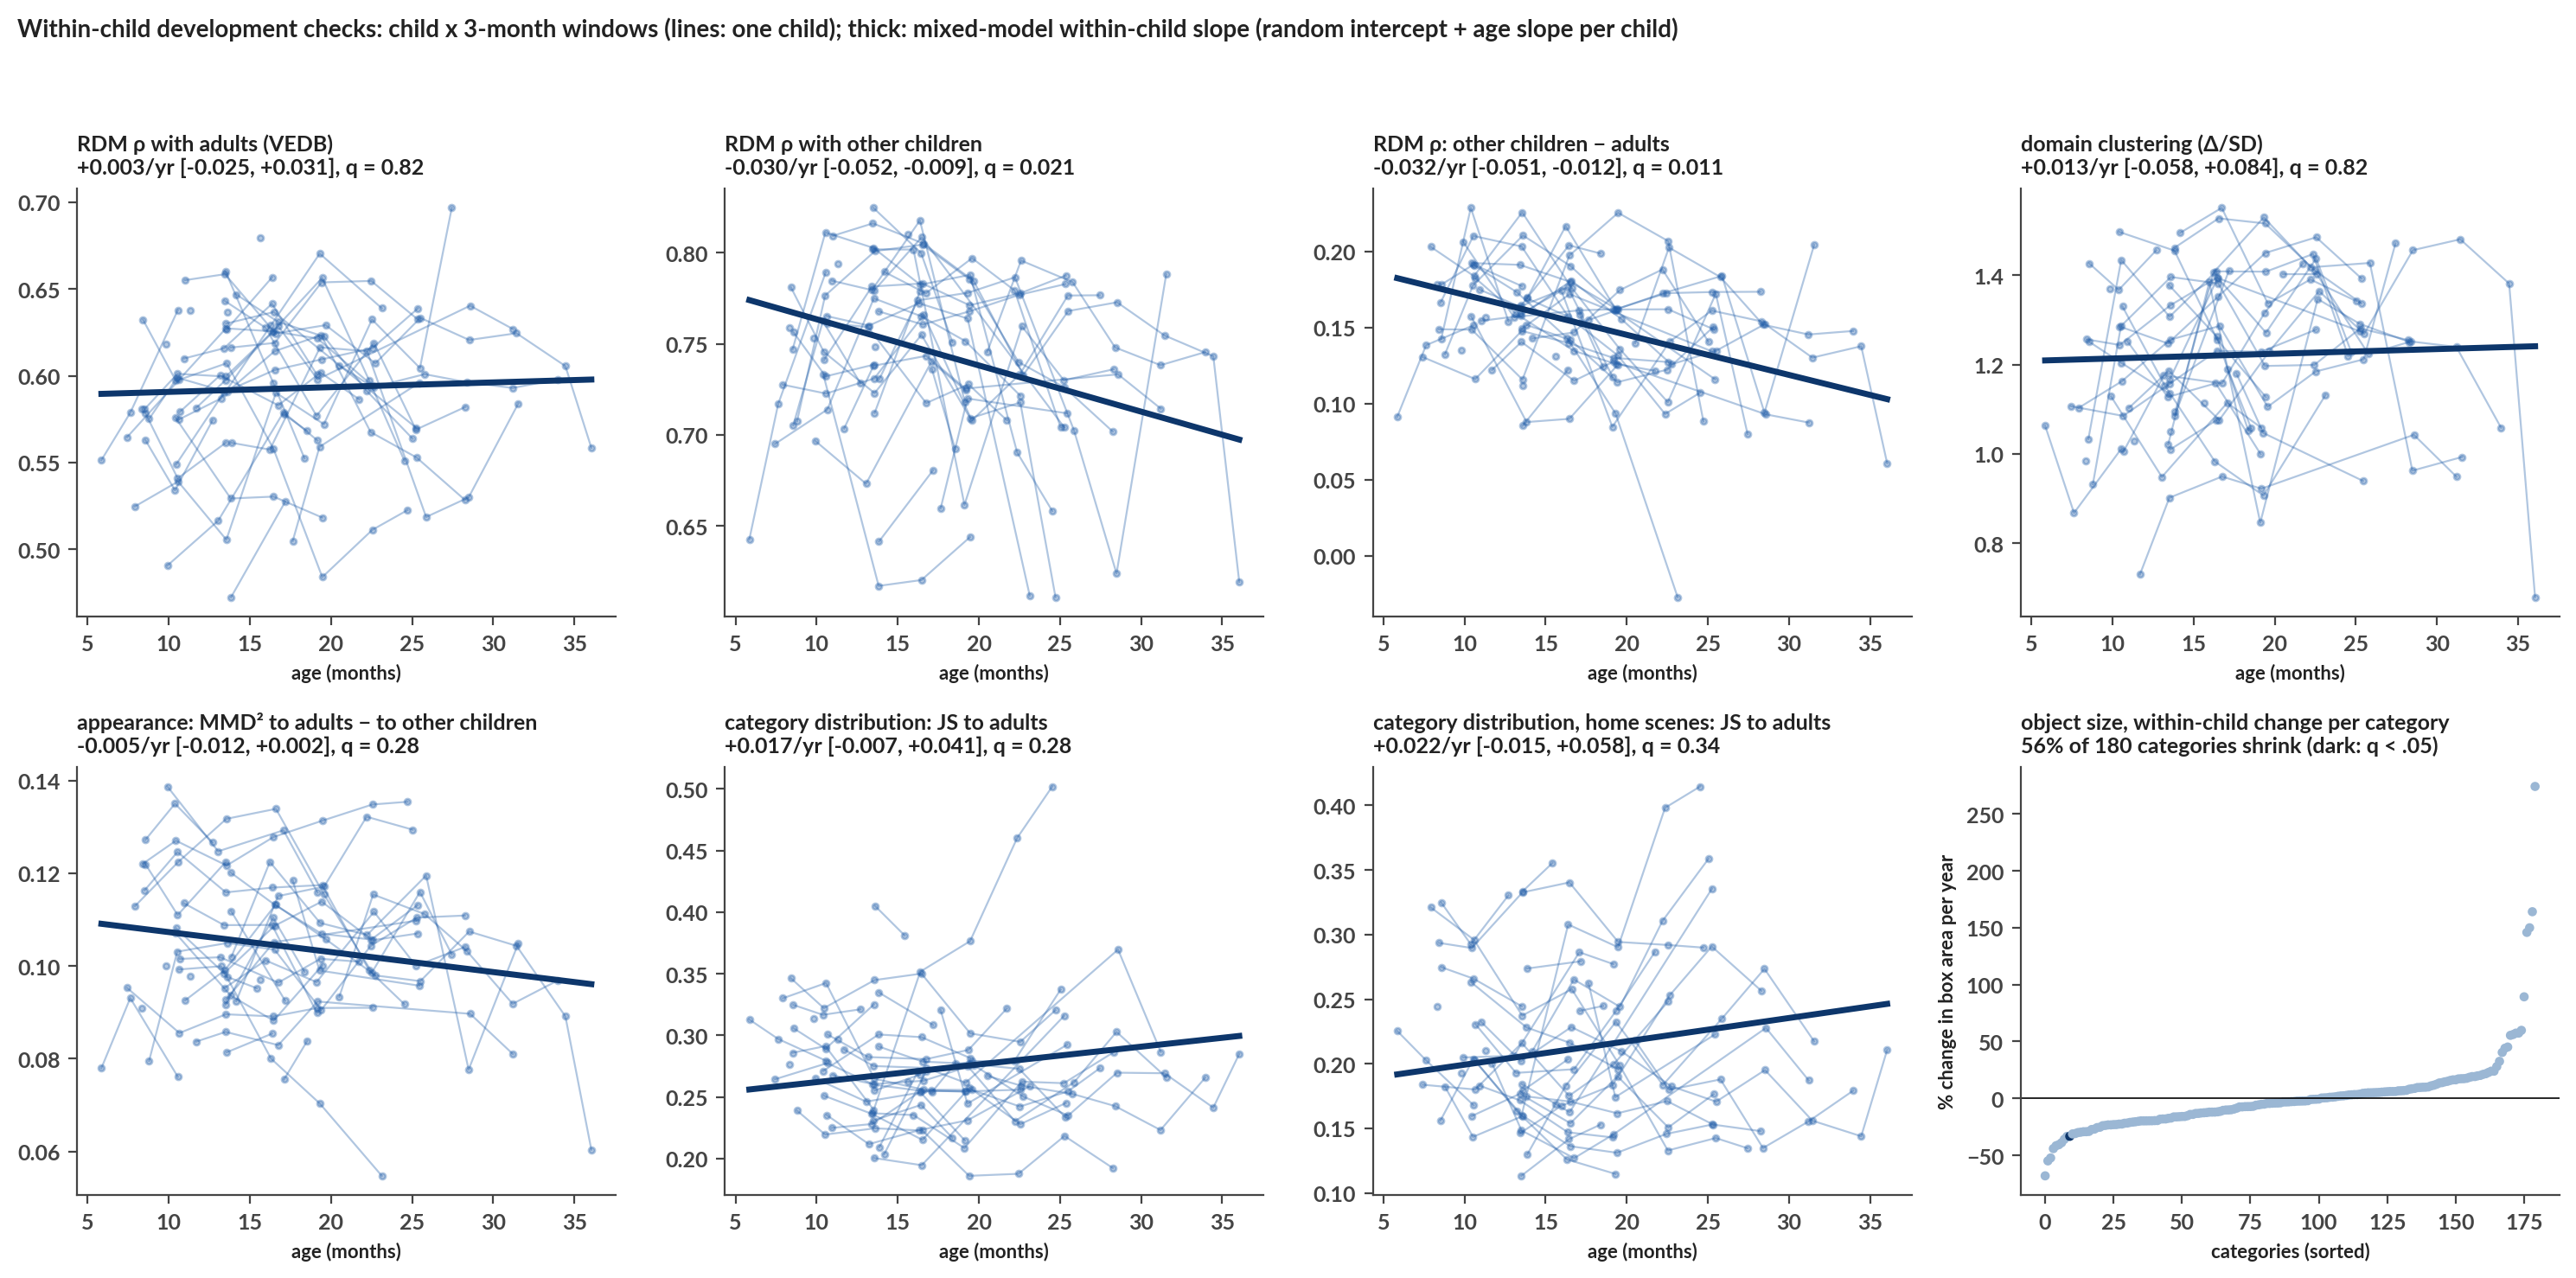 Within-child development checks: child x 3-month windows (lines: one child); thick: mixed-model within-child slope (random intercept + age slope per child)
RDM ρ with adults (VEDB)
+0.003/yr [-0.025, +0.031], q = 0.82
0.70
0.65
0.60
0.55
0.50
5 10 15 20 25 30 35
age (months)
RDM ρ with other children
-0.030/yr [-0.052, -0.009], q = 0.021
0.80
0.75
0.70
0.65
5 10 15 20 25 30 35
age (months)
RDM ρ: other children − adults
-0.032/yr [-0.051, -0.012], q = 0.011
0.20
0.15
0.10
0.05
0.00
5 10 15 20 25 30 35
age (months)
domain clustering (Δ/SD)
+0.013/yr [-0.058, +0.084], q = 0.82
1.4
1.2
1.0
0.8
5 10 15 20 25 30 35
age (months)
appearance: MMD² to adults − to other children
-0.005/yr [-0.012, +0.002], q = 0.28
0.14
0.12
0.10
0.08
0.06
5 10 15 20 25 30 35
age (months)
category distribution: JS to adults
+0.017/yr [-0.007, +0.041], q = 0.28
0.50
0.45
0.40
0.35
0.30
0.25
0.20
5 10 15 20 25 30 35
age (months)
category distribution, home scenes: JS to adults
+0.022/yr [-0.015, +0.058], q = 0.34
0.40
0.35
0.30
0.25
0.20
0.15
0.10
5 10 15 20 25 30 35
age (months)
object size, within-child change per category
56% of 180 categories shrink (dark: q < .05)
% change in box area per year
250
200
150
100
50
0
−50
0 25 50 75 100 125 150 175
categories (sorted)